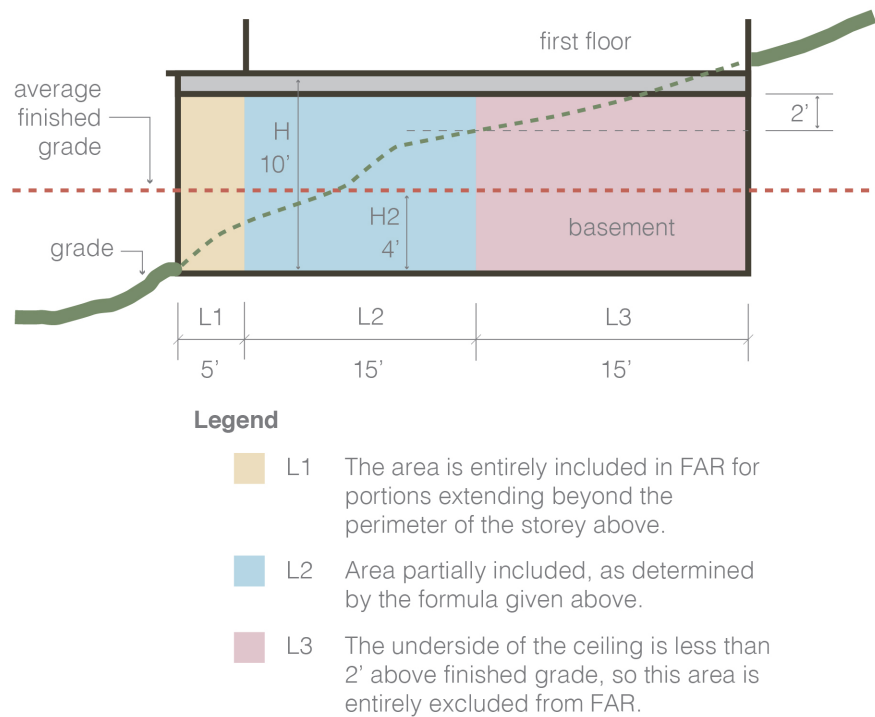 first floor
average
finished
grade
H
10’
2’
H2
4’
basement
grade
L1
L2
L3
5’
15’
15’
Legend
L1
The area is entirely included in FAR for
portions extending beyond the
perimeter of the storey above.
L2
Area partially included, as determined
by the formula given above.
L3
The underside of the ceiling is less than
2’ above finished grade, so this area is
entirely excluded from FAR.